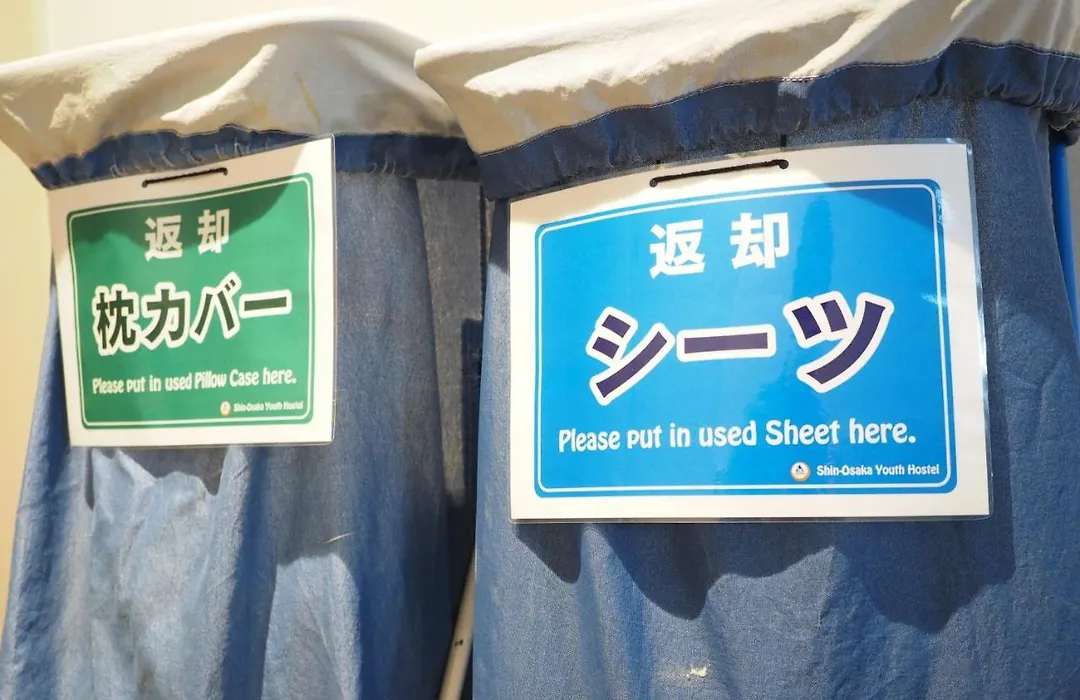 返却
枕カバー
Please put in used Pillow Case here.
Shin-Osaka Youth Hostel
返却
シーツ
Please put in used Sheet here.
Shin-Osaka Youth Hostel